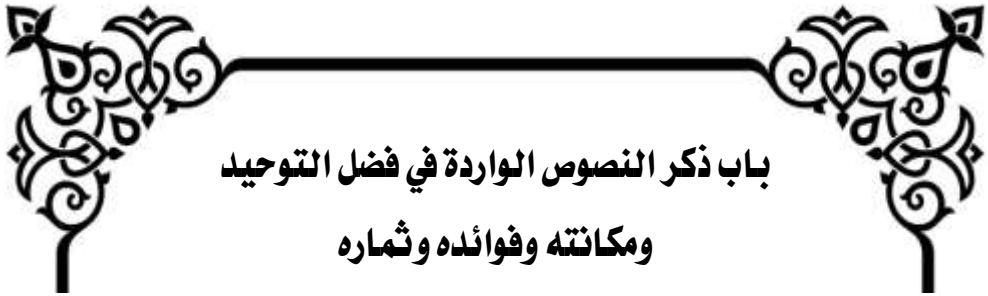 باب ذكر النصوص الواردة في فضل التوحيد
ومكانته وفوائده وثماره